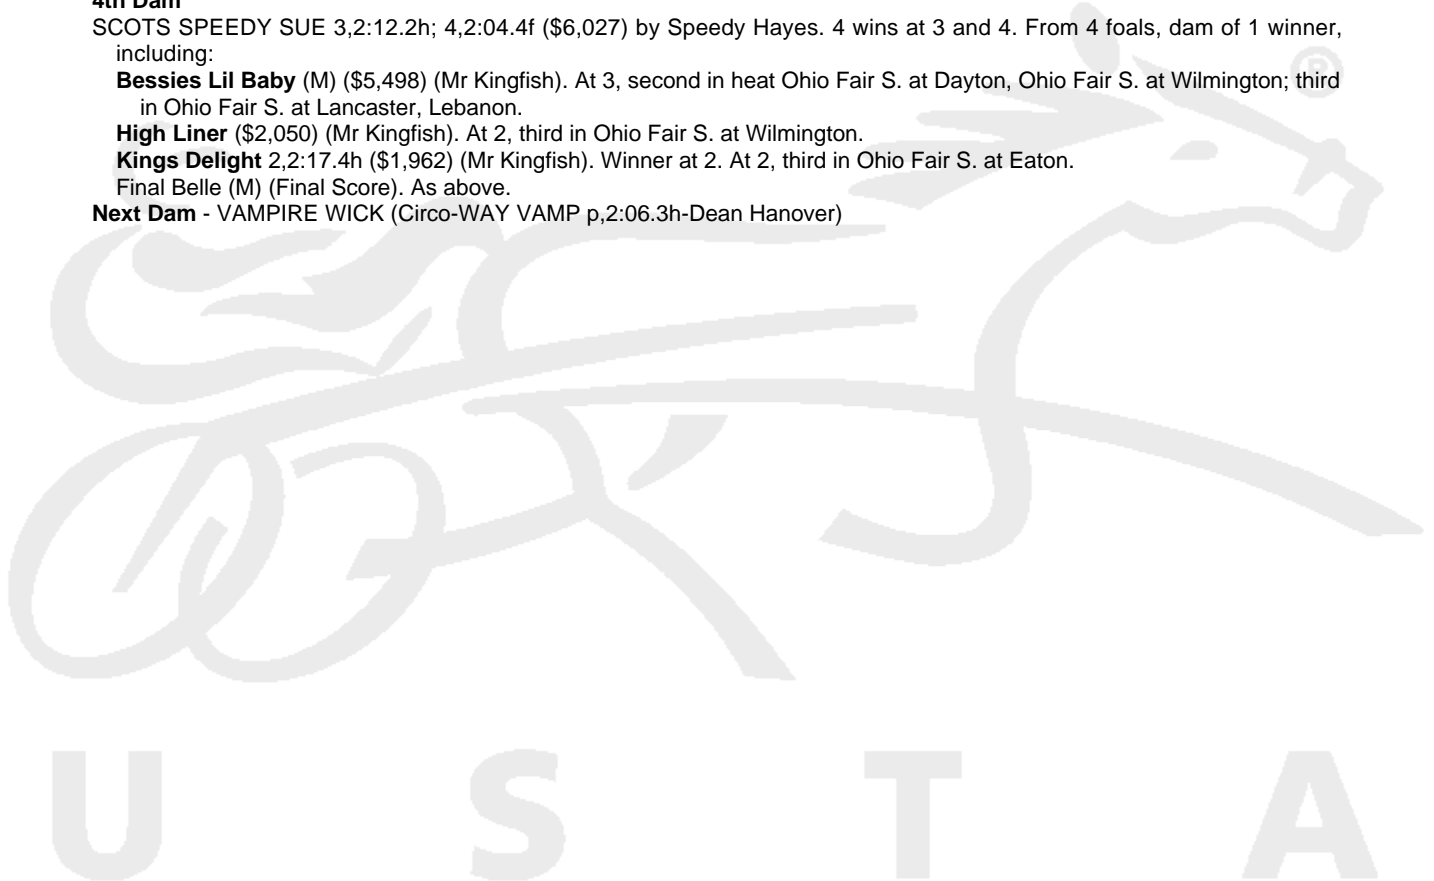 4th Dam
SCOTS SPEEDY SUE 3,2:12.2h; 4,2:04.4f ($6,027) by Speedy Hayes. 4 wins at 3 and 4. From 4 foals, dam of 1 winner,
including:
Bessies Lil Baby (M) ($5,498) (Mr Kingfish). At 3, second in heat Ohio Fair S. at Dayton, Ohio Fair S. at Wilmington; third
in Ohio Fair S. at Lancaster, Lebanon.
High Liner ($2,050) (Mr Kingfish). At 2, third in Ohio Fair S. at Wilmington.
Kings Delight 2,2:17.4h ($1,962) (Mr Kingfish). Winner at 2. At 2, third in Ohio Fair S. at Eaton.
Final Belle (M) (Final Score). As above.
Next Dam - VAMPIRE WICK (Circo-WAY VAMP p,2:06.3h-Dean Hanover)
®
U S T A